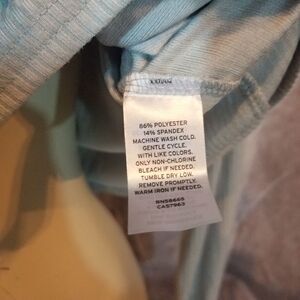 86% POLYESTER
14% SPANDEX
MACHINE WASH COLD.
GENTLE CYCLE.
WITH LIKE COLORS.
ONLY NON-CHLORINE
BLEACH IF NEEDED.
TUMBLE DRY LOW.
REMOVE PROMPTLY.
WARM IRON IF NEEDED.
RN58665
CA57963